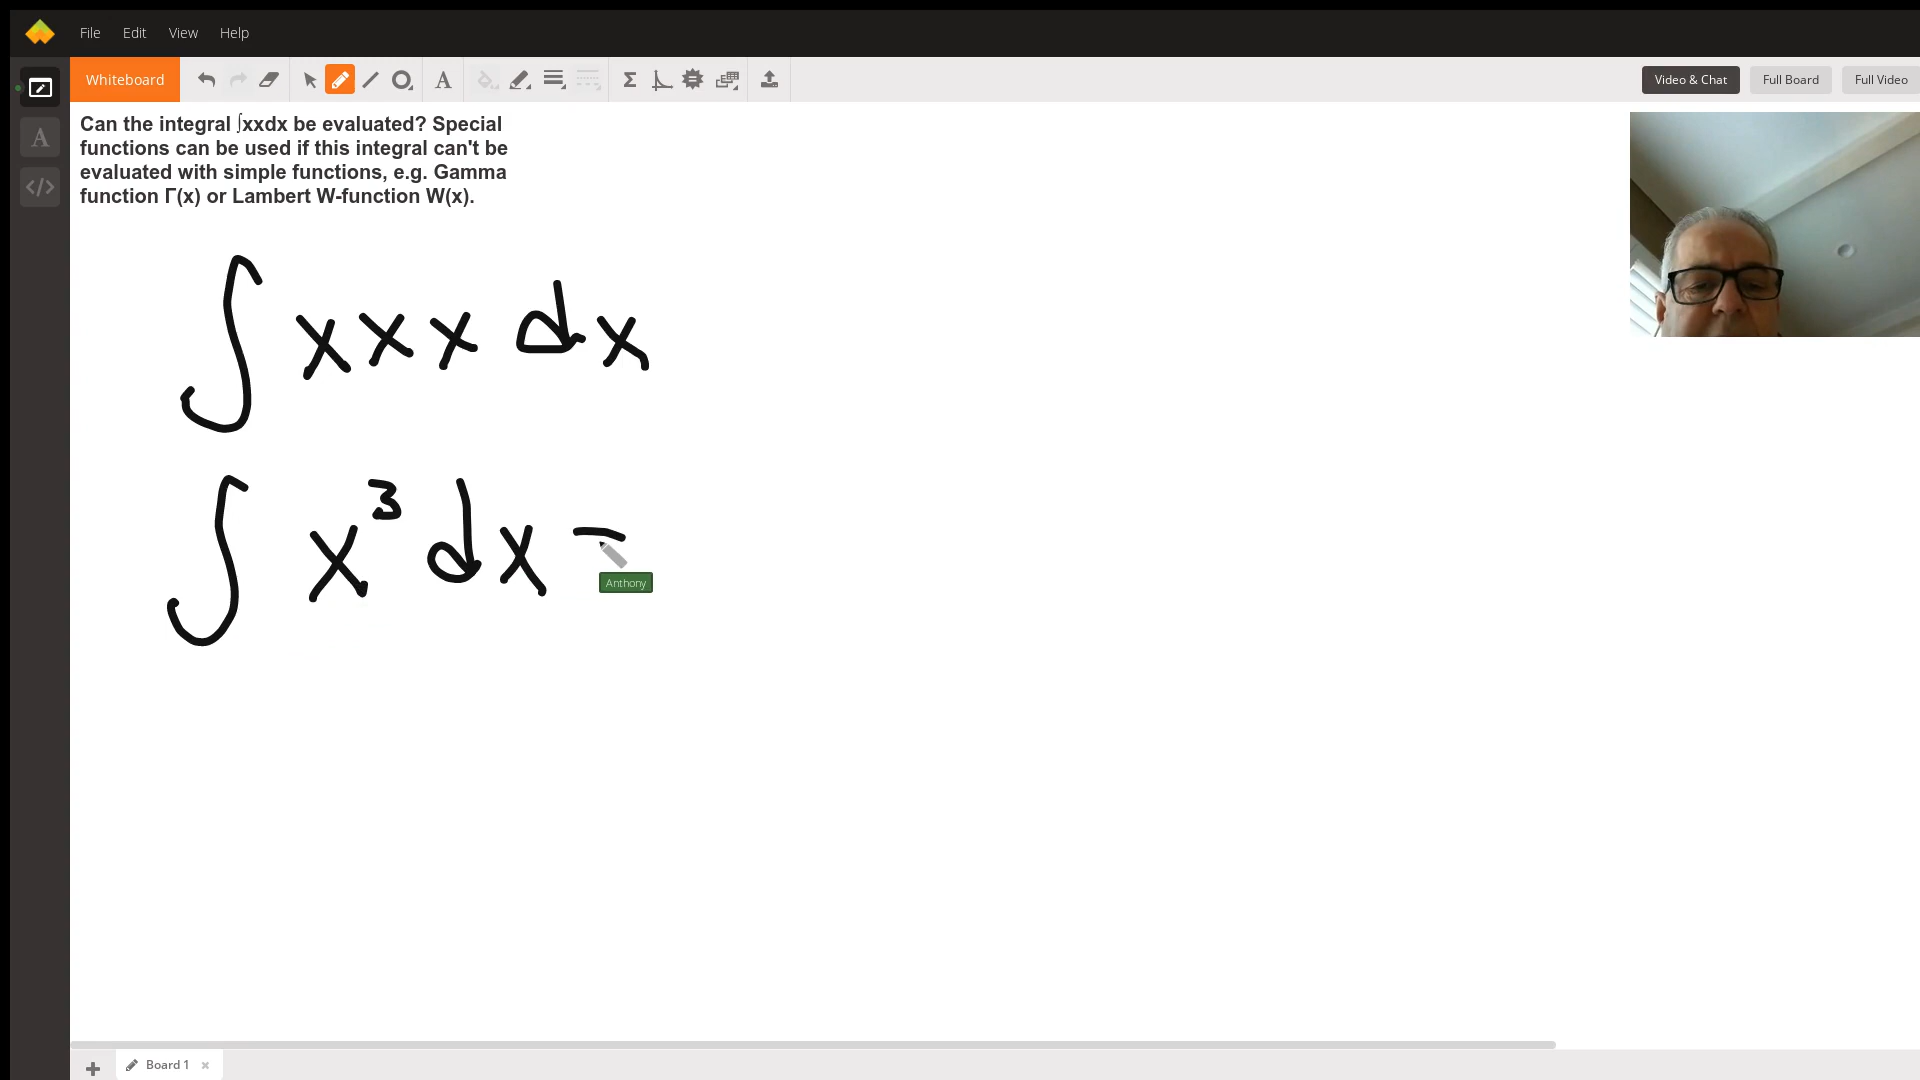 File Edit View Help
Whiteboard A Σ Video & Chat Full Board Full Video
A
</>
Can the integral ∫xxdx be evaluated? Special
functions can be used if this integral can't be
evaluated with simple functions, e.g. Gamma
function Γ(x) or Lambert W-function W(x).
∫ x x x dx
∫ x³ dx =
Anthony
+ Board 1 ×